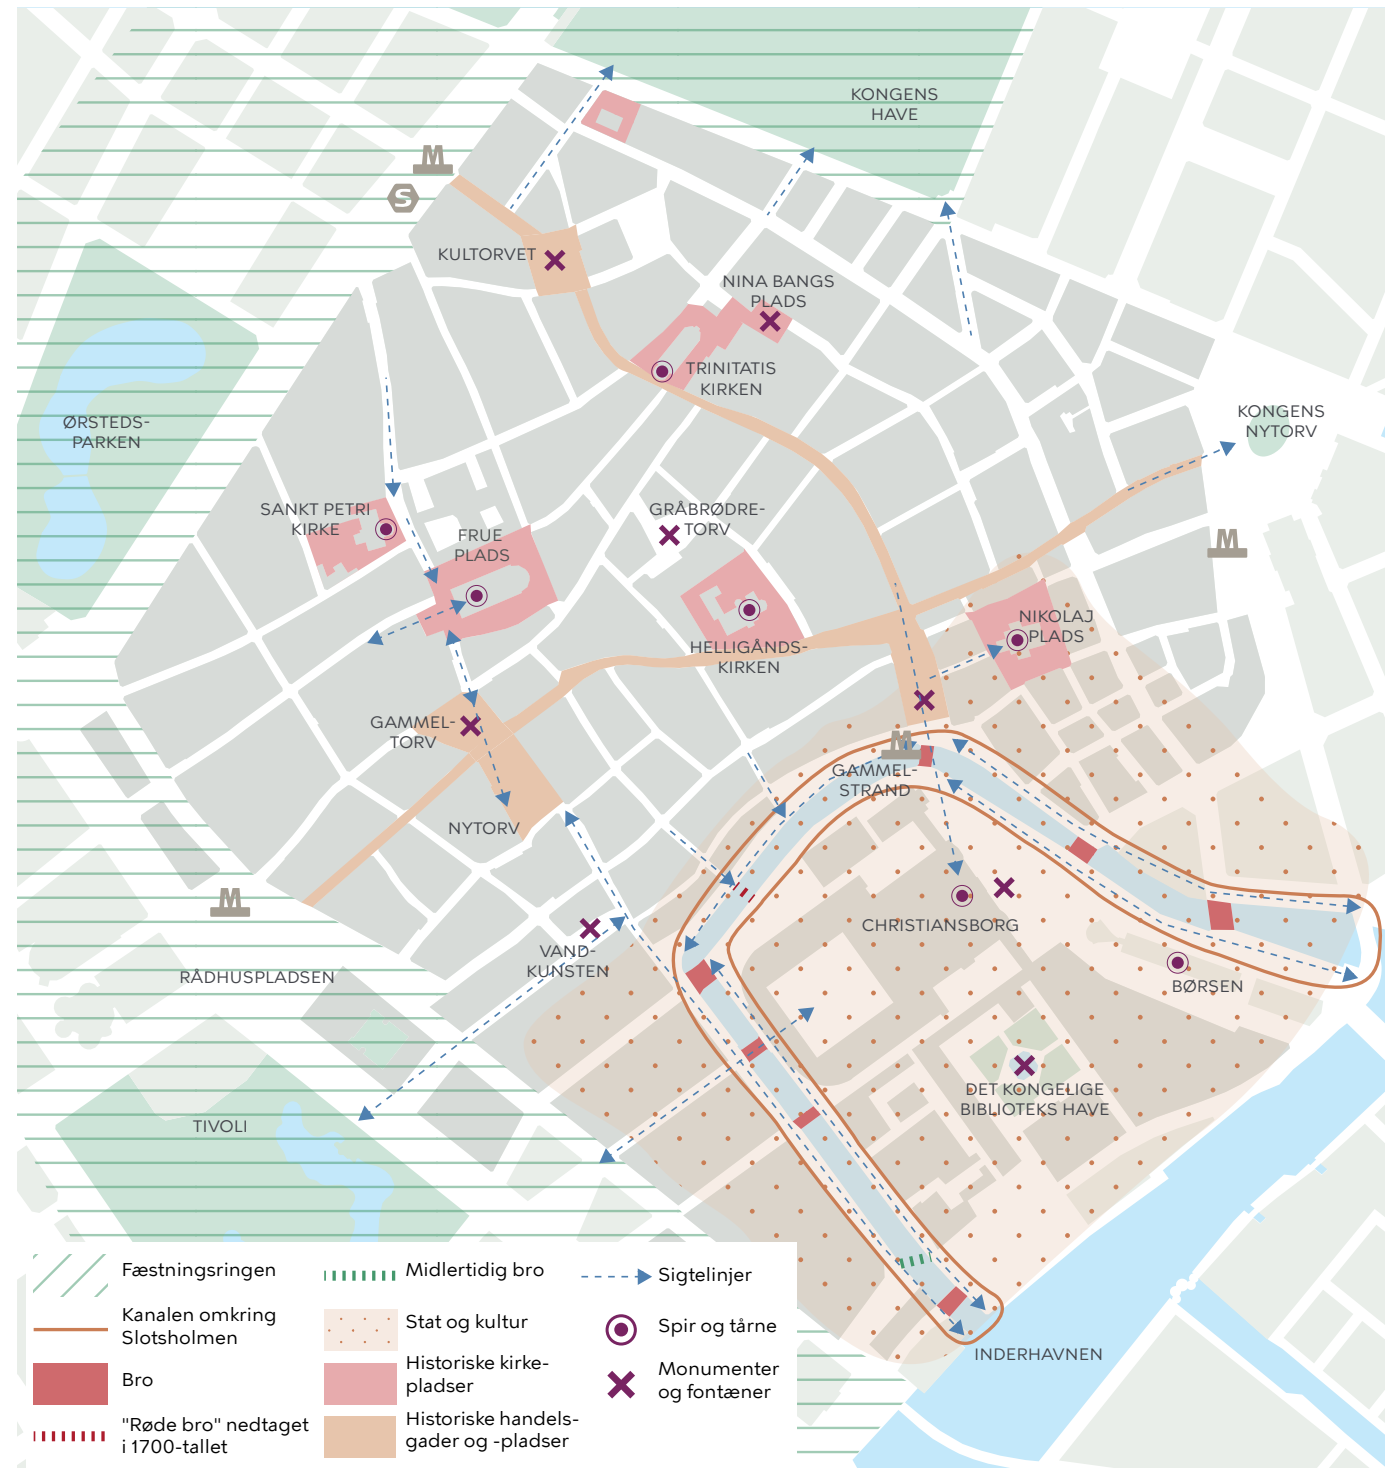 KONGENS
HAVE
M
S
KULTORVET
NINA BANGS
PLADS
TRINITATIS
KIRKEN
ØRSTEDS-
PARKEN
KONGENS
NYTORV
SANKT PETRI
KIRKE
GRÅBRØDRE-
TORV
FRUE
PLADS
M
NIKOLAJ
PLADS
HELLIGÅNDS-
KIRKEN
GAMMEL-
TORV
M
GAMMEL-
STRAND
NYTORV
M
CHRISTIANSBORG
VAND-
KUNSTEN
RÅDHUSPLADSEN
BØRSEN
DET KONGELIGE
BIBLIOTEKS HAVE
TIVOLI
INDERHAVNEN
Fæstningsringen
Kanalen omkring
Slotsholmen
Bro
"Røde bro" nedtaget
i 1700-tallet
Midlertidig bro
Stat og kultur
Historiske kirke-
pladser
Historiske handels-
gader og -pladser
Sigtelinjer
Spir og tårne
Monumenter
og fontæner